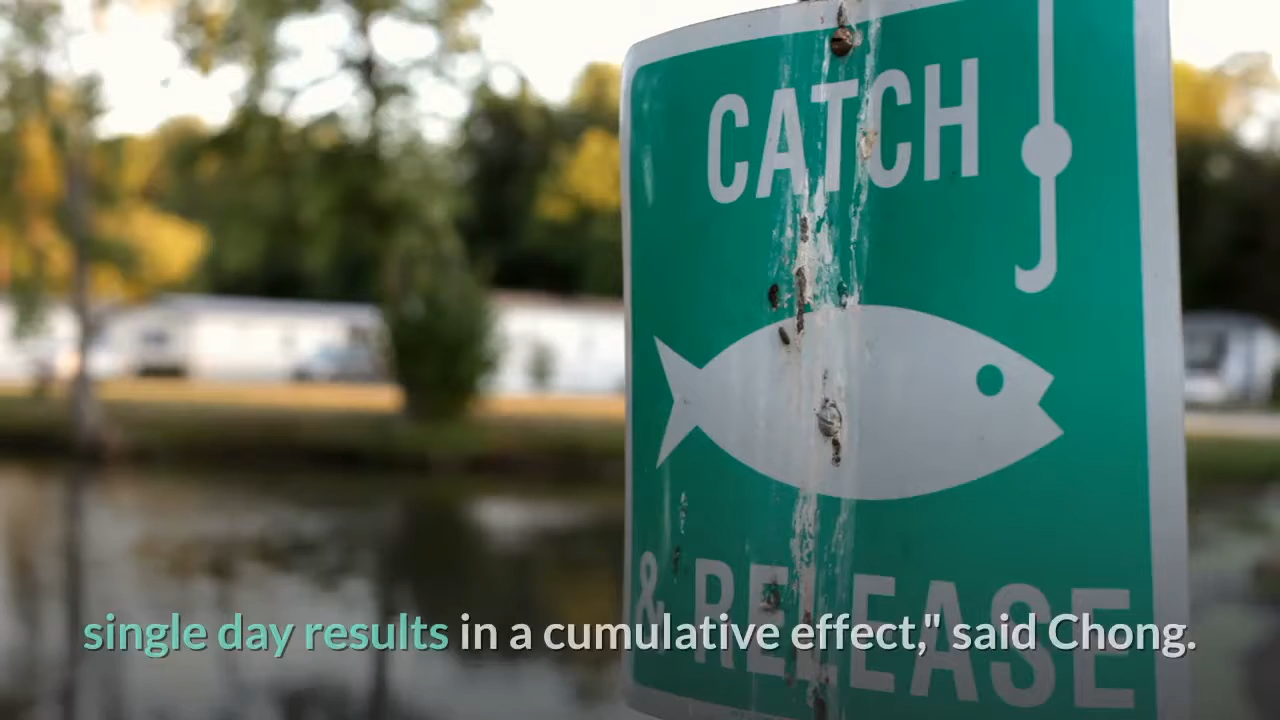 CATCH
& RELEASE
single day results in a cumulative effect," said Chong.